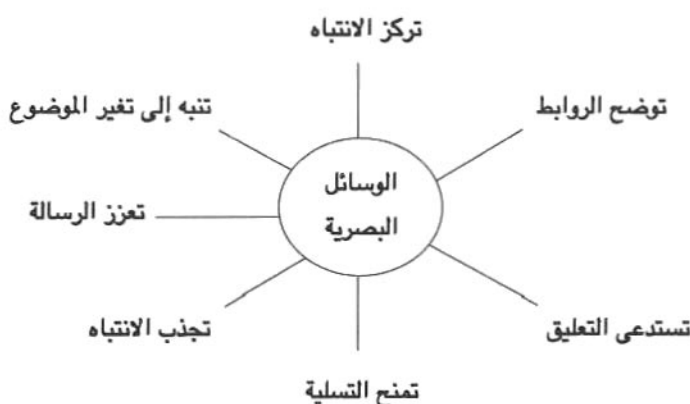 تركز الانتباه
توضح الروابط
تنبه إلى تغير الموضوع
الوسائل
البصرية
تعزز الرسالة
تجذب الانتباه
تستدعى التعليق
تمنح التسلية